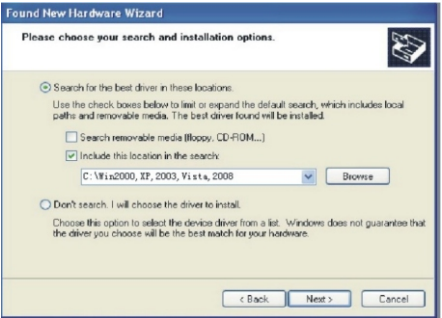 Found New Hardware Wizard
Please choose your search and installation options.
Search for the best driver in these locations.
Use the check boxes below to limit or expand the default search, which includes local
paths and removable media. The best driver found will be installed.
Search removable media (floppy, CD-ROM...)
Include this location in the search:
C:\Win2000, XP, 2003, Vista, 2008
Browse
Don't search. I will choose the driver to install.
Choose this option to select the device driver from a list. Windows does not guarantee that
the driver you choose will be the best match for your hardware.
< Back
Next >
Cancel